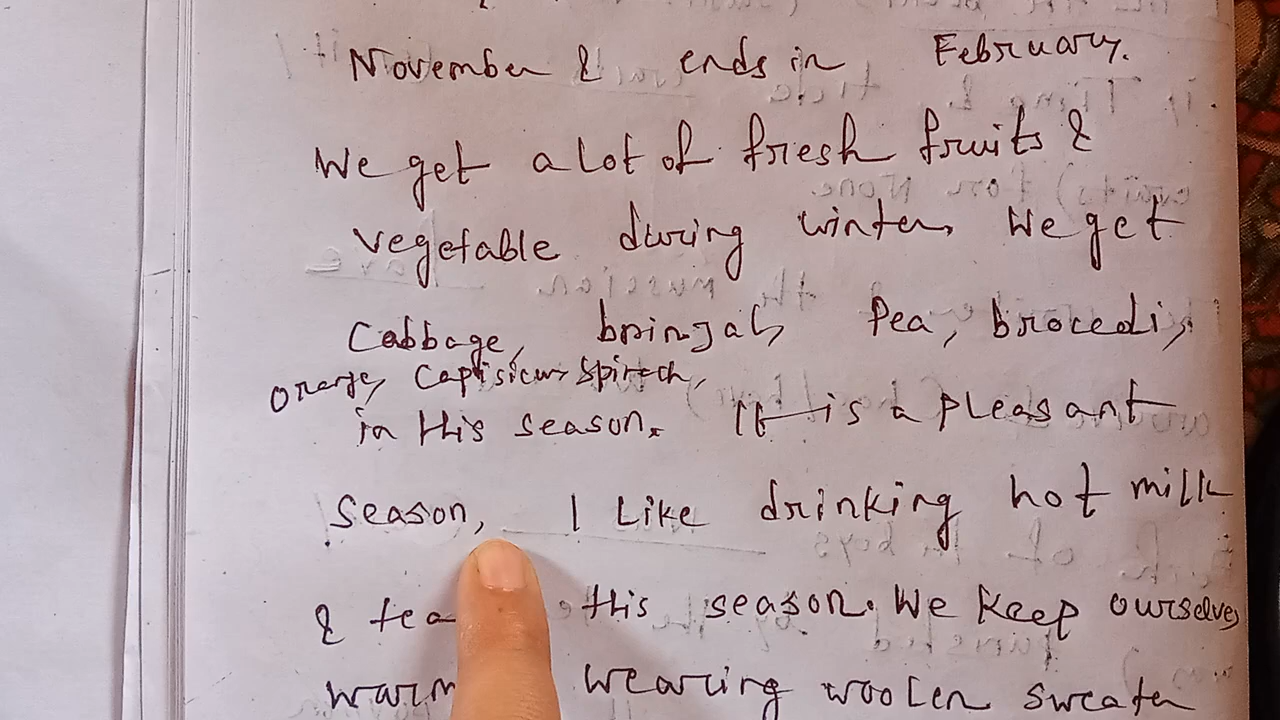 November & ends in February.
We get a lot of fresh fruits &
vegetable during winter, We get
Cabbage, brinjal, Pea, brocedi,
orange, Capsicum, Spinach,
in this season. It is a pleasant
season, I Like drinking hot milk
& tea this season. We keep ourselves
warm wearing woolen sweater